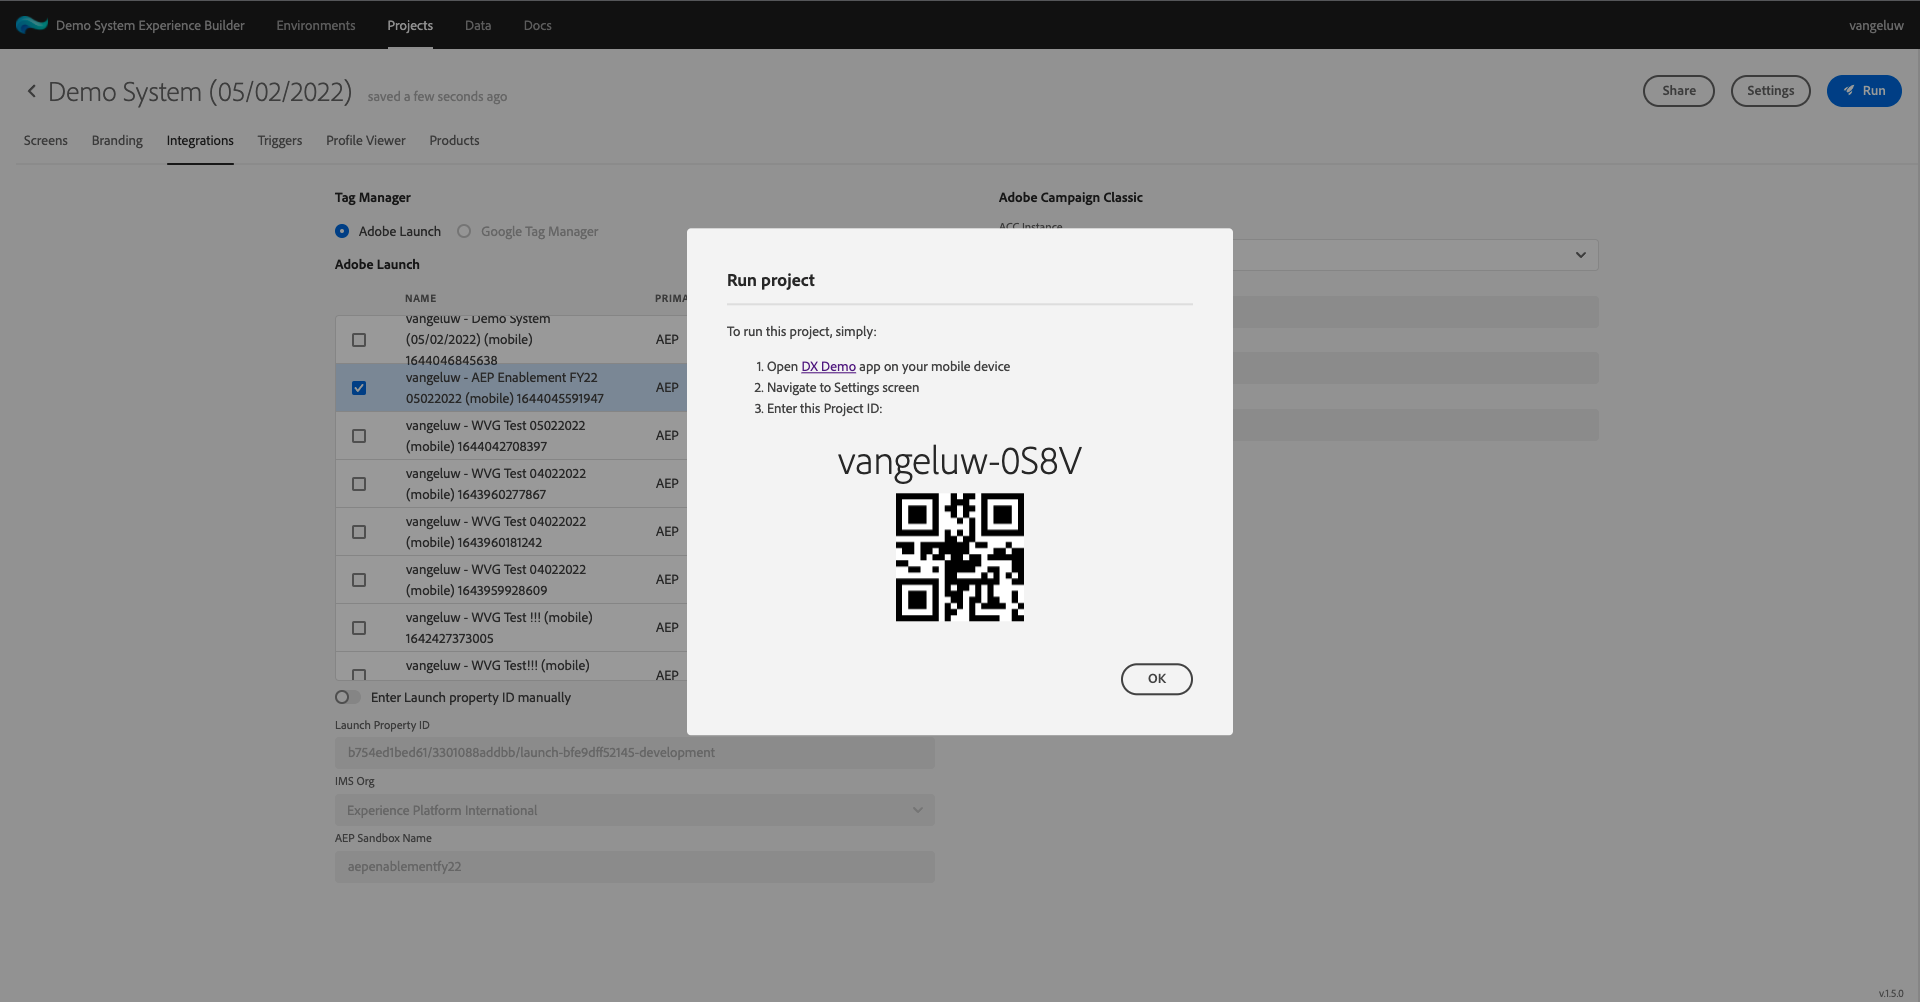 Demo System Experience Builder
Environments
Projects
Data
Docs
vangeluw
Demo System (05/02/2022)
saved a few seconds ago
Share
Settings
Run
Screens
Branding
Integrations
Triggers
Profile Viewer
Products
Tag Manager
Adobe Launch
Google Tag Manager
Adobe Launch
NAME
PRIMA
vangeluw - Demo System
(05/02/2022) (mobile)
1644046845638
AEP
vangeluw - AEP Enablement FY22
05022022 (mobile) 1644045591947
AEP
vangeluw - WVG Test 05022022
(mobile) 1644042708397
AEP
vangeluw - WVG Test 04022022
(mobile) 1643960277867
AEP
vangeluw - WVG Test 04022022
(mobile) 1643960181242
AEP
vangeluw - WVG Test 04022022
(mobile) 1643959928609
AEP
vangeluw - WVG Test !!! (mobile)
1642427373005
AEP
vangeluw - WVG Test!!! (mobile)
AEP
Enter Launch property ID manually
Launch Property ID
b754ed1bed61/3301088addbb/launch-bfe9dff52145-development
IMS Org
Experience Platform International
AEP Sandbox Name
aepenablementfy22
Adobe Campaign Classic
ACC Instance
Run project
To run this project, simply:
1. Open DX Demo app on your mobile device
2. Navigate to Settings screen
3. Enter this Project ID:
vangeluw-0S8V
OK
v.1.5.0